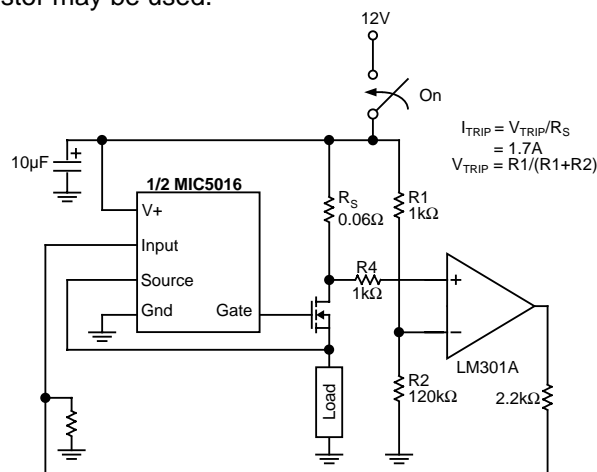 stor may be used.
12V
On
I_TRIP = V_TRIP/R_S
= 1.7A
V_TRIP = R1/(R1+R2)
10µF
+
1/2 MIC5016
V+
Input
Source
Gnd
Gate
R_S
0.06Ω
R1
1kΩ
R4
1kΩ
+
−
LM301A
R2
120kΩ
2.2kΩ
Load